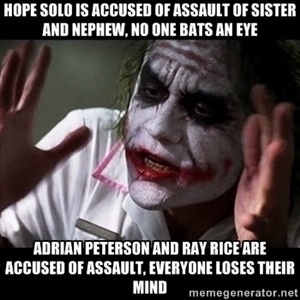 HOPE SOLO IS ACCUSED OF ASSAULT OF SISTER
AND NEPHEW, NO ONE BATS AN EYE
ADRIAN PETERSON AND RAY RICE ARE
ACCUSED OF ASSAULT, EVERYONE LOSES THEIR
MIND
memegenerator.net